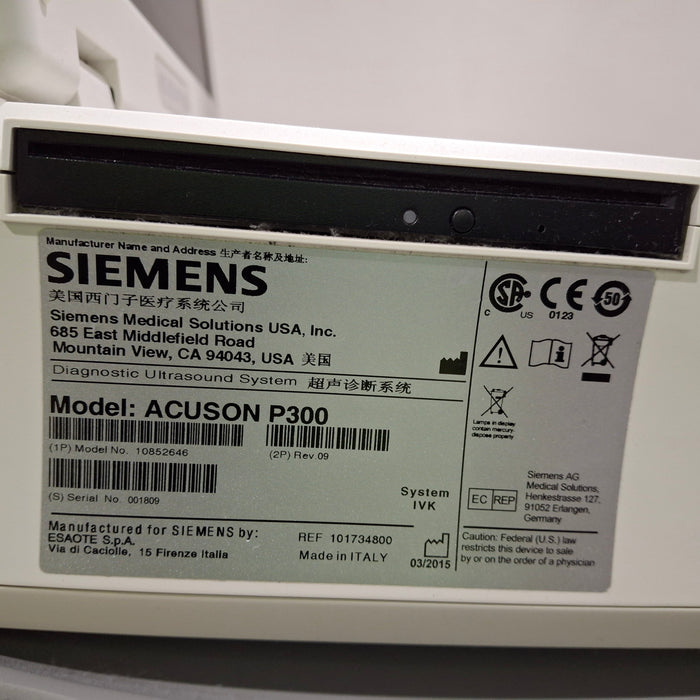 Manufacturer Name and Address 生产者名称及地址:
SIEMENS
美国西门子医疗系统公司
Siemens Medical Solutions USA, Inc.
685 East Middlefield Road
Mountain View, CA 94043, USA 美国
Diagnostic Ultrasound System 超声诊断系统
Model: ACUSON P300
(1P) Model No. 10852646
(2P) Rev.09
(S) Serial No. 001809
System
IVK
Manufactured for SIEMENS by:
ESAOTE S.p.A.
Via di Caciolle, 15 Firenze Italia
REF 101734800
Made in ITALY
03/2015
SA
C US
CE
0123
50
Lamps in display
contain mercury,
dispose properly
EC REP
Siemens AG
Medical Solutions,
Henkestrasse 127,
91052 Erlangen,
Germany
Caution: Federal (U.S.) law
restricts this device to sale
by or on the order of a physician